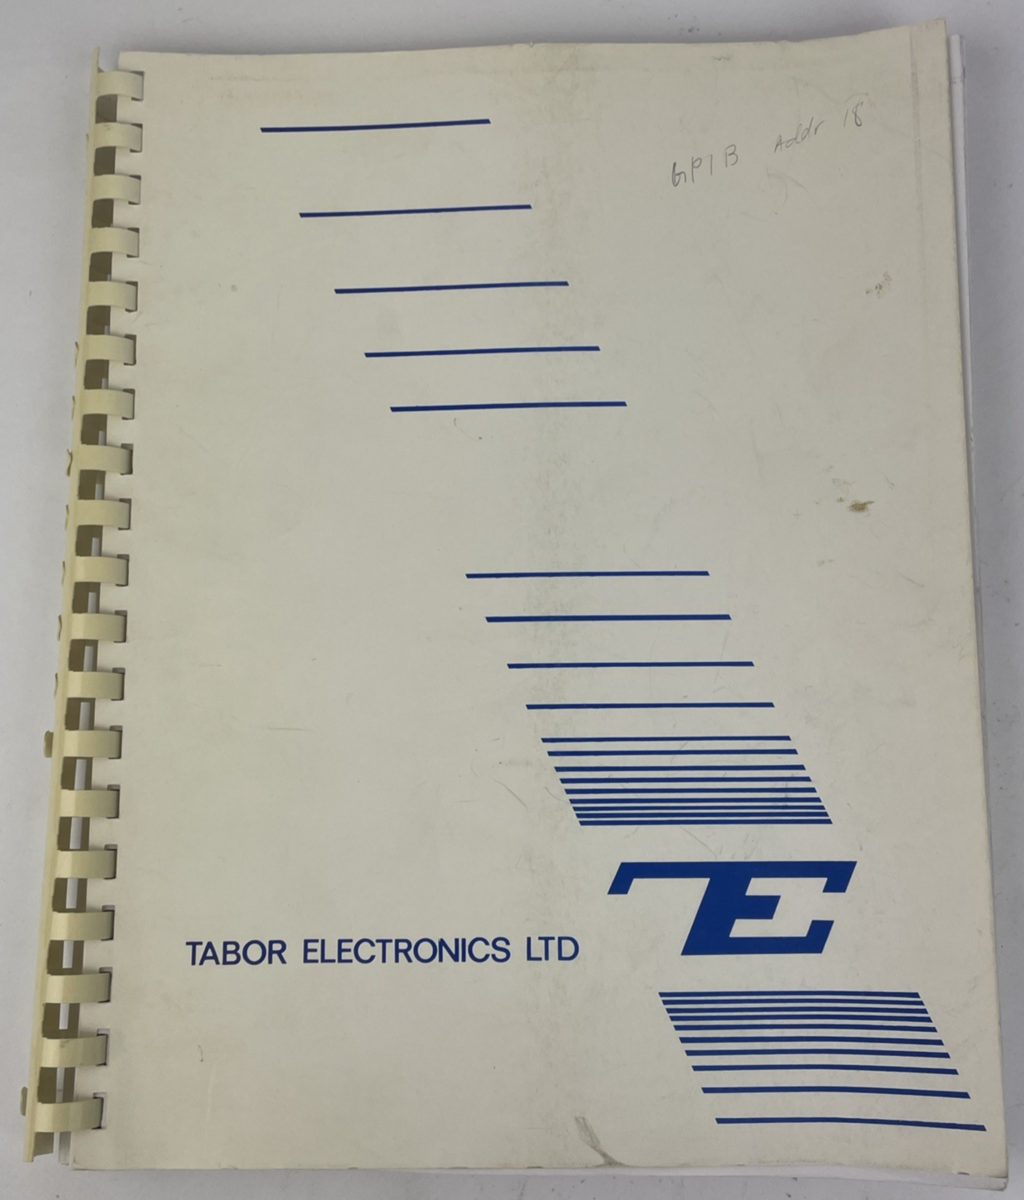 GPIB Addr 18
TE
TABOR ELECTRONICS LTD